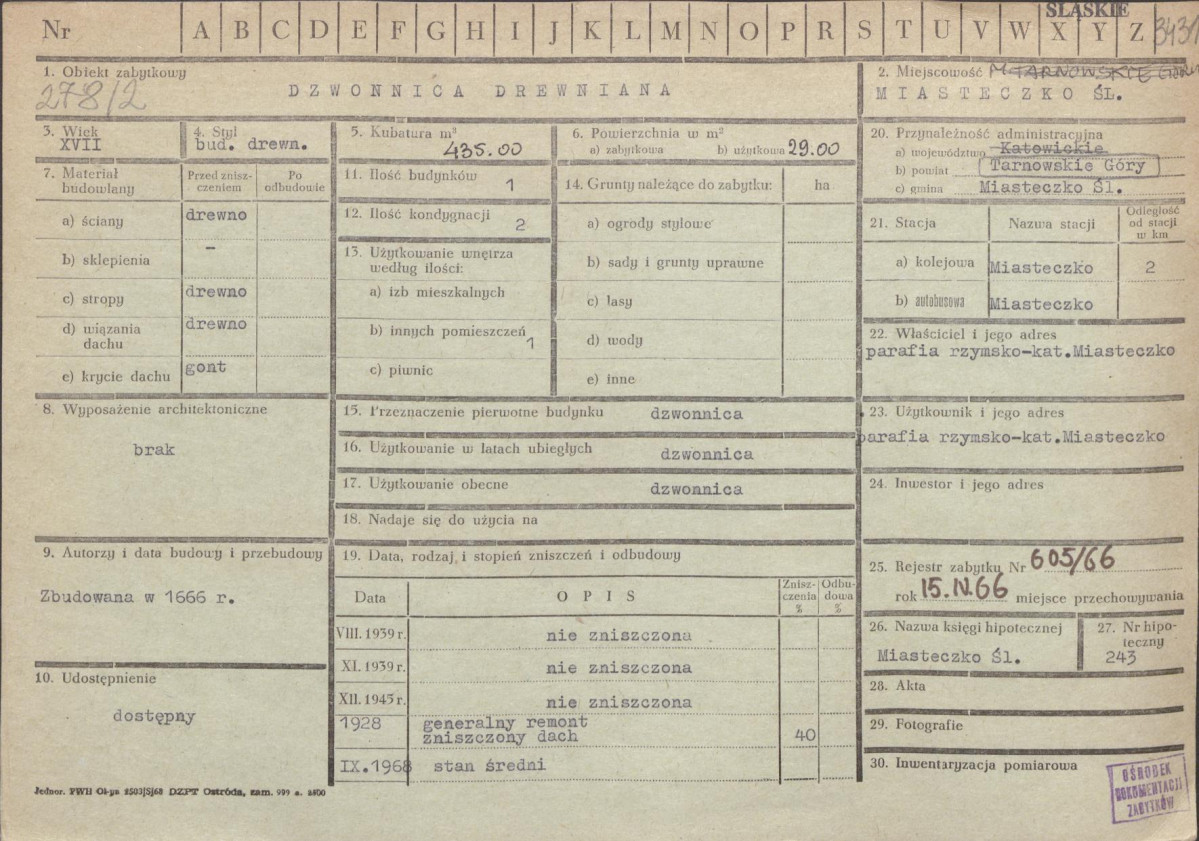 ŚLĄSKIE
Nr A B C D E F G H I J K L M N O P R S T U V W X Y Z 3431
1. Obiekt zabytkowy
278/2
DZWONNICA DREWNIANA
2. Miejscowość M TARNOWSKIE GÓRY
MIASTECZKO ŚL.
3. Wiek
XVII
4. Styl
bud. drewn.
5. Kubatura m³
435.00
6. Powierzchnia w m²
a) zabytkowa b) użytkowa 29.00
7. Materiał budowlany
Przed zniszczeniem
Po odbudowie
a) ściany drewno
b) sklepienia -
c) stropy drewno
d) wiązania dachu drewno
e) krycie dachu gont
8. Wyposażenie architektoniczne
brak
9. Autorzy i data budowy i przebudowy
Zbudowana w 1666 r.
10. Udostępnienie
dostępny
11. Ilość budynków 1
12. Ilość kondygnacji 2
13. Użytkowanie wnętrza
według ilości:
a) izb mieszkalnych
b) innych pomieszczeń 1
c) piwnic
14. Grunty należące do zabytku: ha
a) ogrody stylowe
b) sady i grunty uprawne
c) lasy
d) wody
e) inne
15. Przeznaczenie pierwotne budynku dzwonnica
16. Użytkowanie w latach ubiegłych dzwonnica
17. Użytkowanie obecne dzwonnica
18. Nadaje się do użycia na
19. Data, rodzaj, i stopień zniszczeń i odbudowy
Data OPIS Zniszczenia % Odbudowa %
VIII. 1939 r. nie zniszczona
XI. 1939 r. nie zniszczona
XII. 1945 r. nie zniszczona
1928 generalny remont
zniszczony dach 40
IX.1968 stan średni
20. Przynależność administracyjna
a) województwo Katowickie
b) powiat Tarnowskie Góry
c) gmina Miasteczko Śl.
21. Stacja Nazwa stacji Odległość od stacji w km
a) kolejowa Miasteczko 2
b) autobusowa Miasteczko
22. Właściciel i jego adres
parafia rzymsko-kat.Miasteczko
23. Użytkownik i jego adres
parafia rzymsko-kat.Miasteczko
24. Inwestor i jego adres
25. Rejestr zabytku Nr 605/66
rok 15.IV.66 miejsce przechowywania
26. Nazwa księgi hipotecznej
Miasteczko Śl.
27. Nr hipoteczny
243
28. Akta
29. Fotografie
30. Inwentaryzacja pomiarowa
OŚRODEK
DOKUMENTACJI
ZABYTKÓW